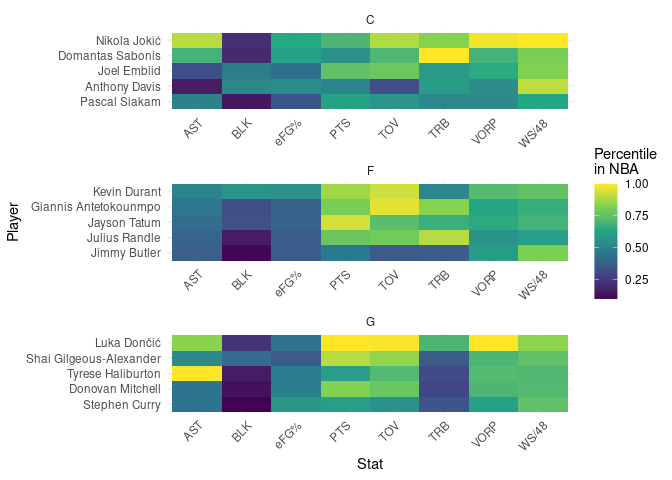 C
Nikola Jokić
Domantas Sabonis
Joel Embiid
Anthony Davis
Pascal Siakam
AST BLK eFG% PTS TOV TRB VORP WS/48
F
Kevin Durant
Giannis Antetokounmpo
Jayson Tatum
Julius Randle
Jimmy Butler
AST BLK eFG% PTS TOV TRB VORP WS/48
G
Luka Dončić
Shai Gilgeous-Alexander
Tyrese Haliburton
Donovan Mitchell
Stephen Curry
AST BLK eFG% PTS TOV TRB VORP WS/48
Stat
Player
Percentile
in NBA
1.00
0.75
0.50
0.25